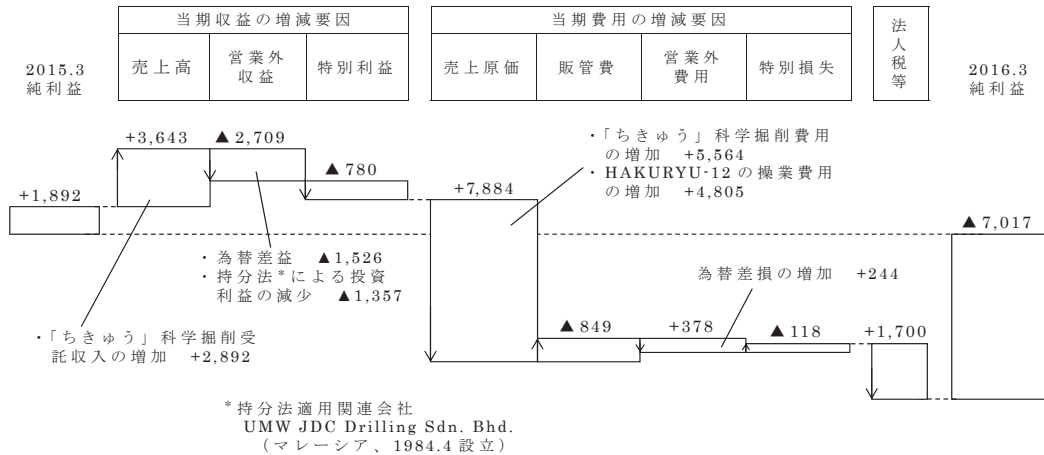 当期収益の増減要因
当期費用の増減要因
法人税等
2015.3
純利益
売上高
営業外
収益
特別利益
売上原価
販管費
営業外
費用
特別損失
2016.3
純利益
+1,892
+3,643
▲2,709
▲780
+7,884
・「ちきゅう」科学掘削費用
の増加 +5,564
・HAKURYU-12の操業費用
の増加 +4,805
▲7,017
・為替差益 ▲1,526
・持分法*による投資
利益の減少 ▲1,357
為替差損の増加 +244
・「ちきゅう」科学掘削受
託収入の増加 +2,892
▲849
+378
▲118
+1,700
*持分法適用関連会社
UMW JDC Drilling Sdn. Bhd.
（マレーシア、1984.4設立）